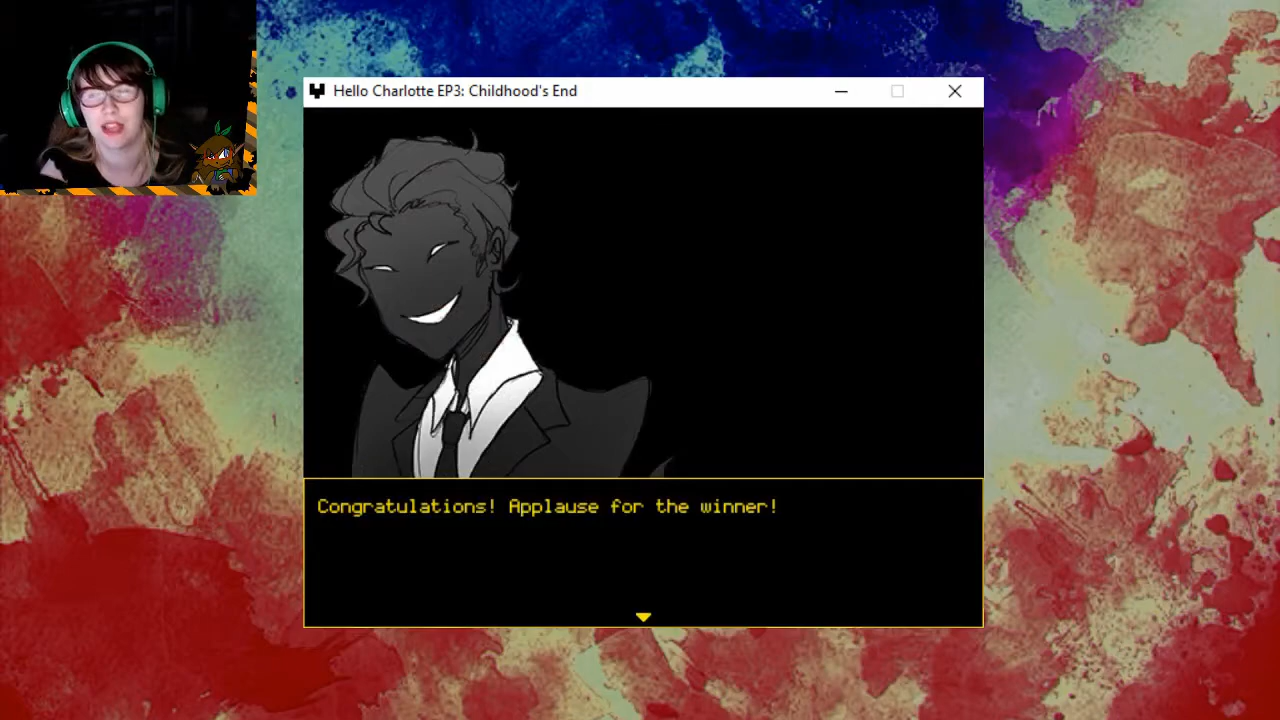 Hello Charlotte EP3: Childhood's End
Congratulations! Applause for the winner!